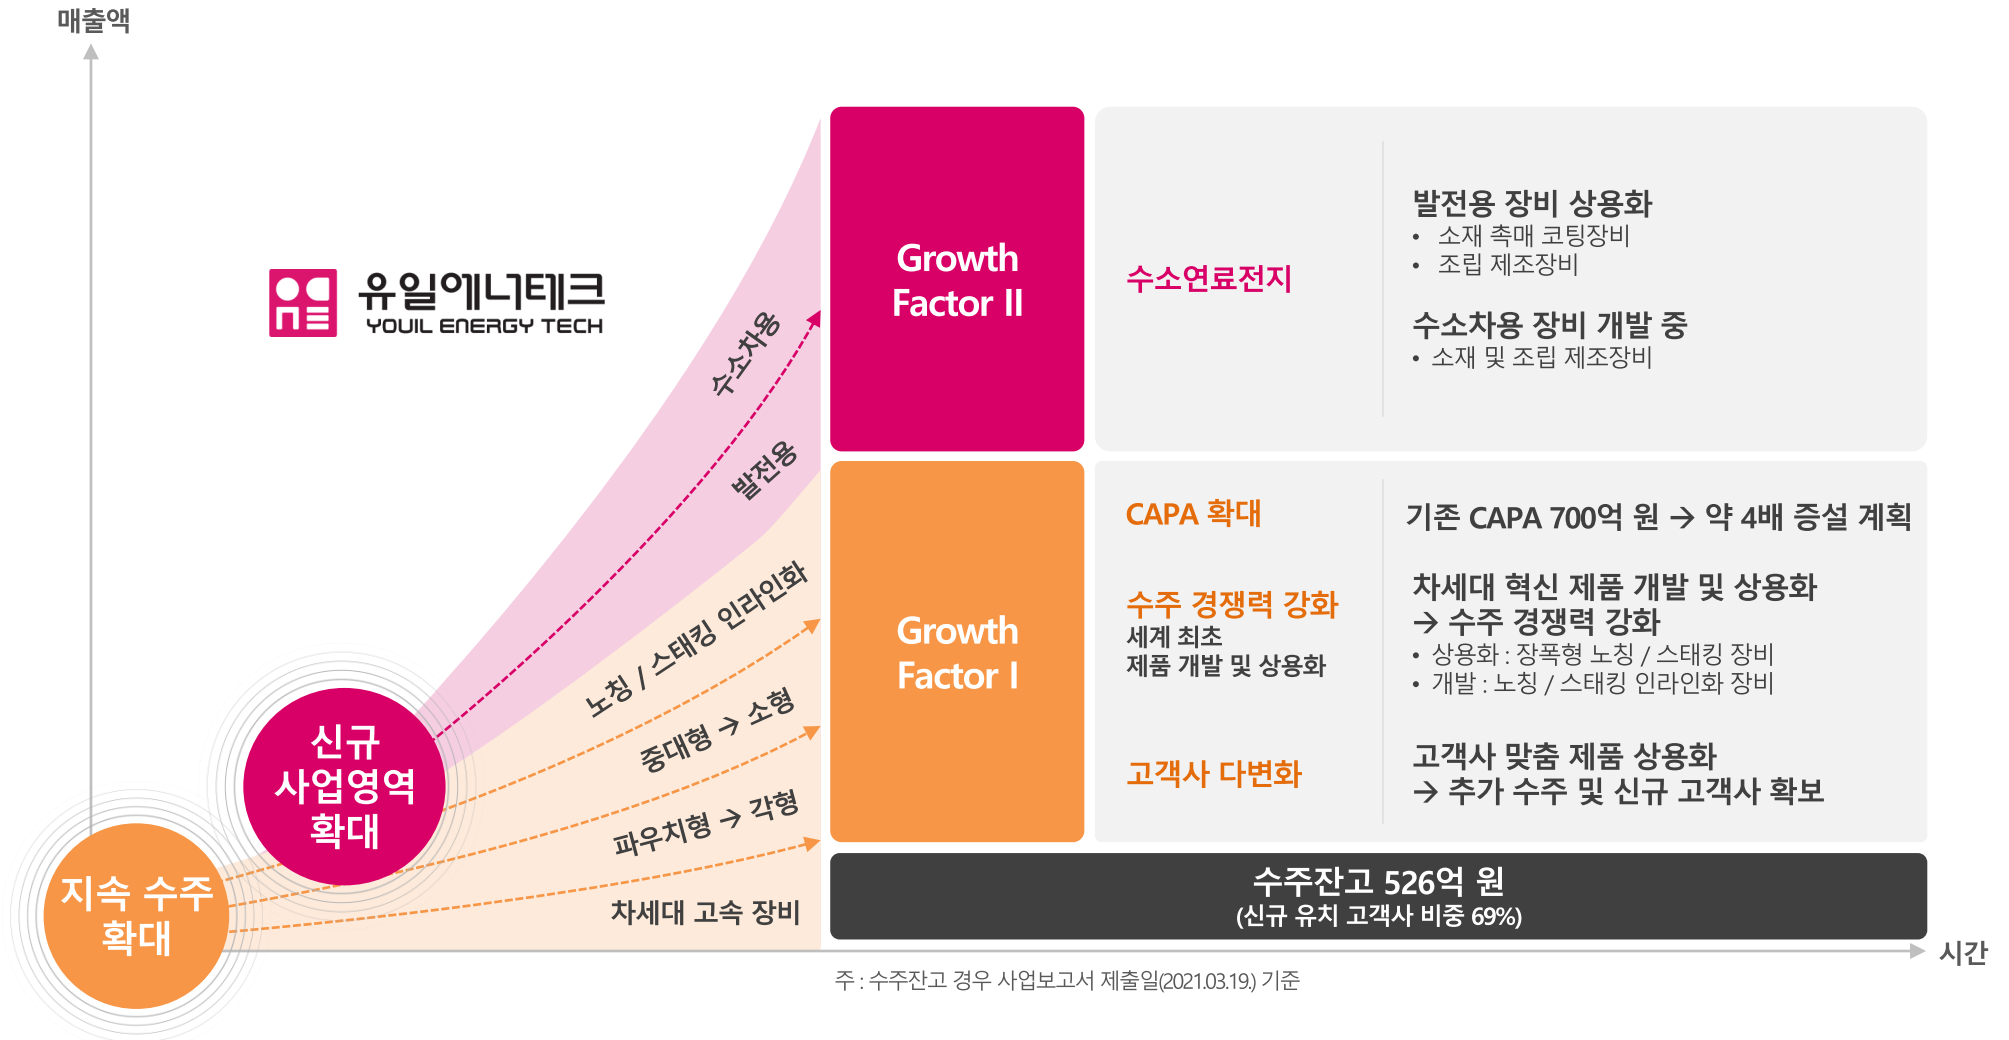 매출액
유일에너테크
YOUIL ENERGY TECH
수소차용
발전용
노칭 / 스태킹 인라인화
중대형 → 소형
파우치형 → 각형
차세대 고속 장비
신규
사업영역
확대
지속 수주
확대
Growth
Factor II
수소연료전지
발전용 장비 상용화
• 소재 촉매 코팅장비
• 조립 제조장비
수소차용 장비 개발 중
• 소재 및 조립 제조장비
Growth
Factor I
CAPA 확대
기존 CAPA 700억 원 → 약 4배 증설 계획
수주 경쟁력 강화
세계 최초
제품 개발 및 상용화
차세대 혁신 제품 개발 및 상용화
→ 수주 경쟁력 강화
• 상용화 : 장폭형 노칭 / 스태킹 장비
• 개발 : 노칭 / 스태킹 인라인화 장비
고객사 다변화
고객사 맞춤 제품 상용화
→ 추가 수주 및 신규 고객사 확보
수주잔고 526억 원
(신규 유치 고객사 비중 69%)
시간
주 : 수주잔고 경우 사업보고서 제출일(2021.03.19.) 기준